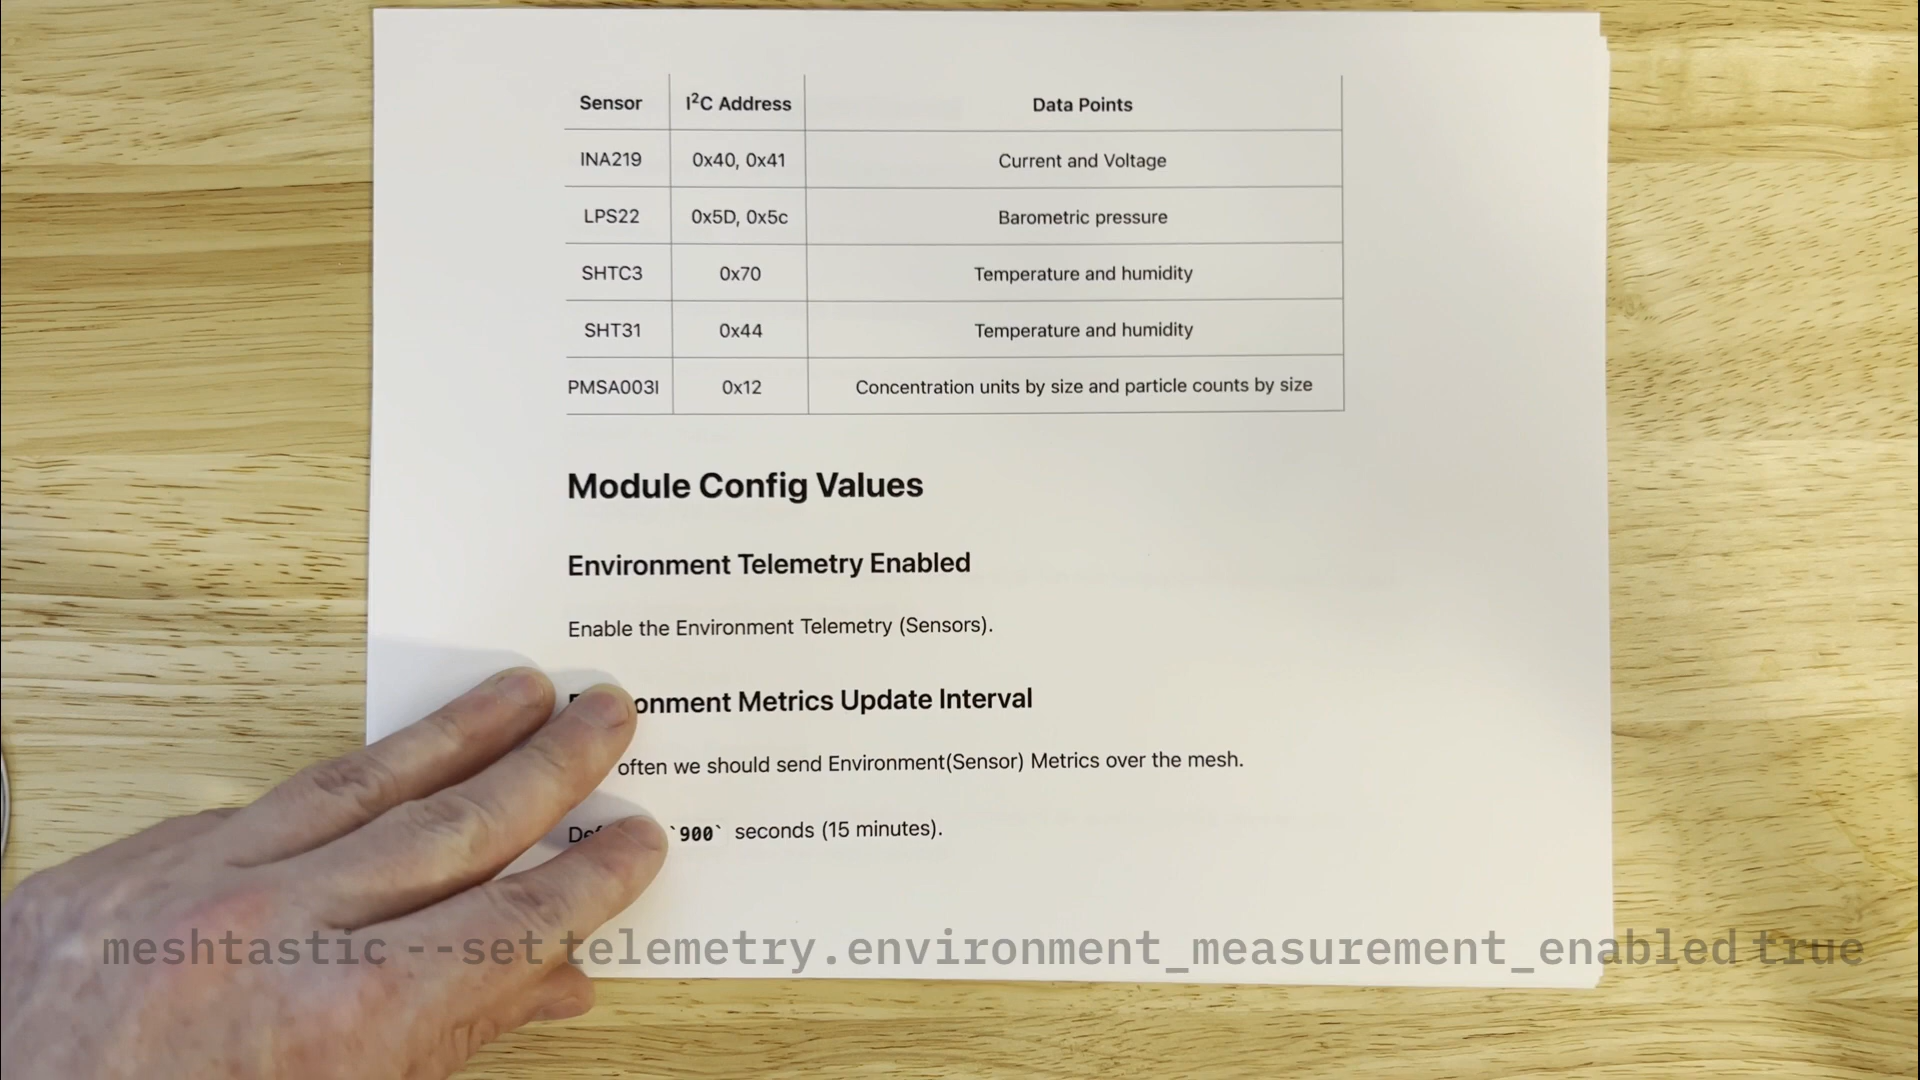 Sensor I²C Address Data Points
INA219 0x40, 0x41 Current and Voltage
LPS22 0x5D, 0x5c Barometric pressure
SHTC3 0x70 Temperature and humidity
SHT31 0x44 Temperature and humidity
PMSA003I 0x12 Concentration units by size and particle counts by size
Module Config Values
Environment Telemetry Enabled
Enable the Environment Telemetry (Sensors).
onment Metrics Update Interval
often we should send Environment(Sensor) Metrics over the mesh.
`900` seconds (15 minutes).
meshtastic --set telemetry.environment_measurement_enabled true